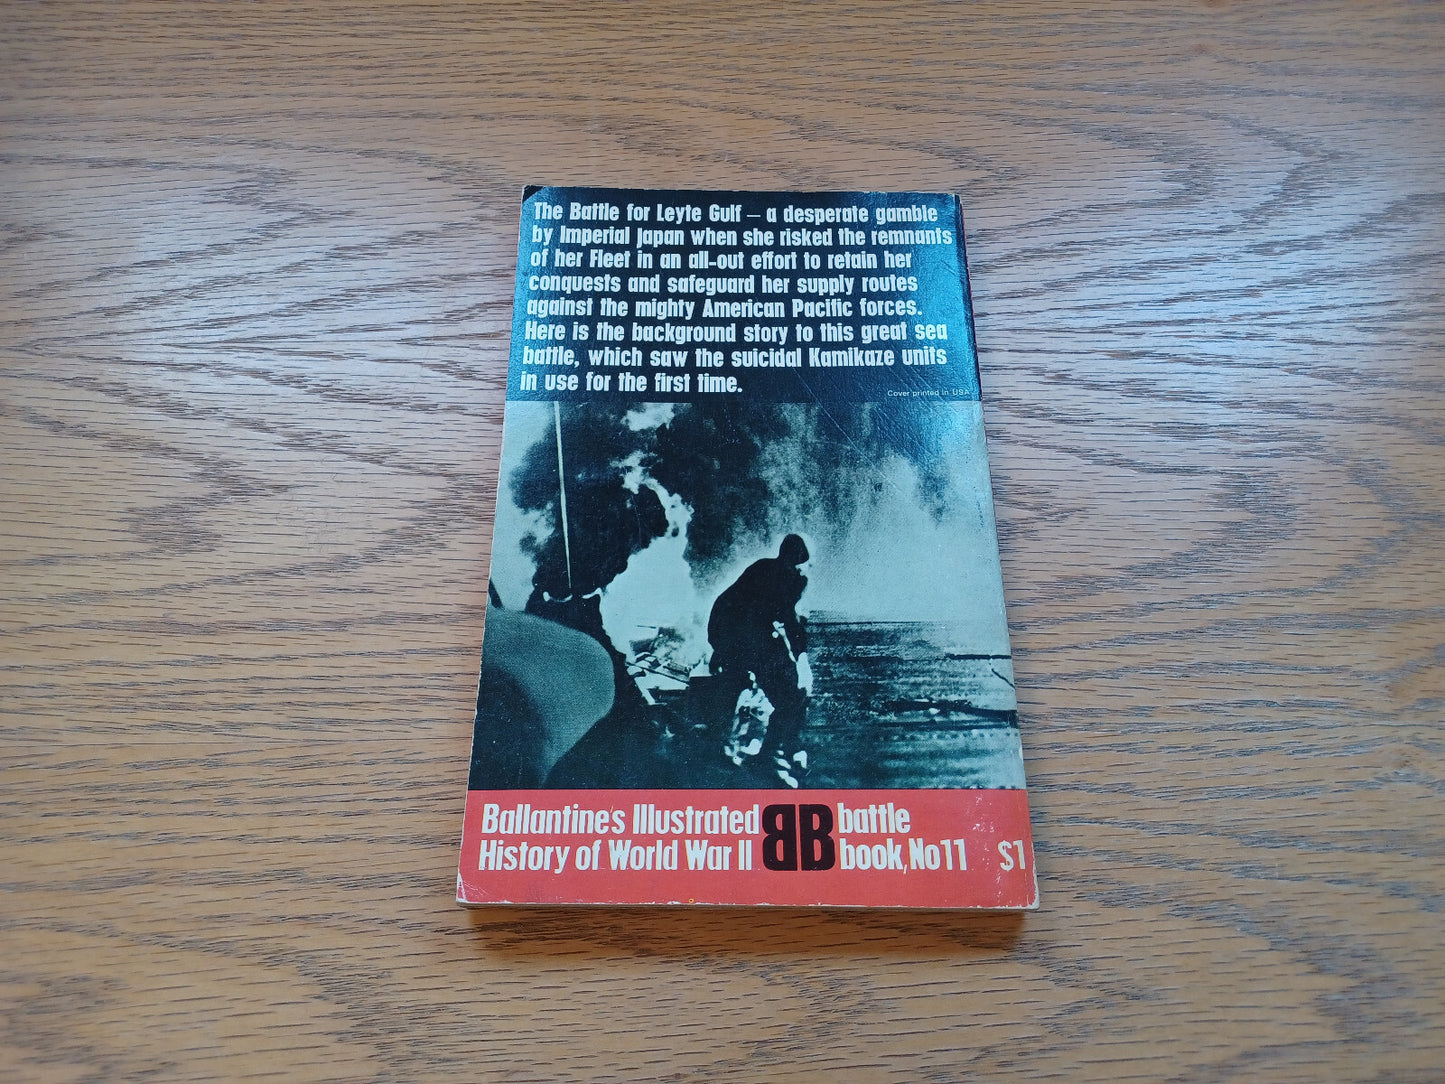 The Battle for Leyte Gulf – a desperate gamble
by Imperial Japan when she risked the remnants
of her Fleet in an all-out effort to retain her
conquests and safeguard her supply routes
against the mighty American Pacific forces.
Here is the background story to this great sea
battle, which saw the suicidal Kamikaze units
in use for the first time.
Cover printed in USA
Ballantine's Illustrated
History of World War II
BB
battle
book, No 11
$1